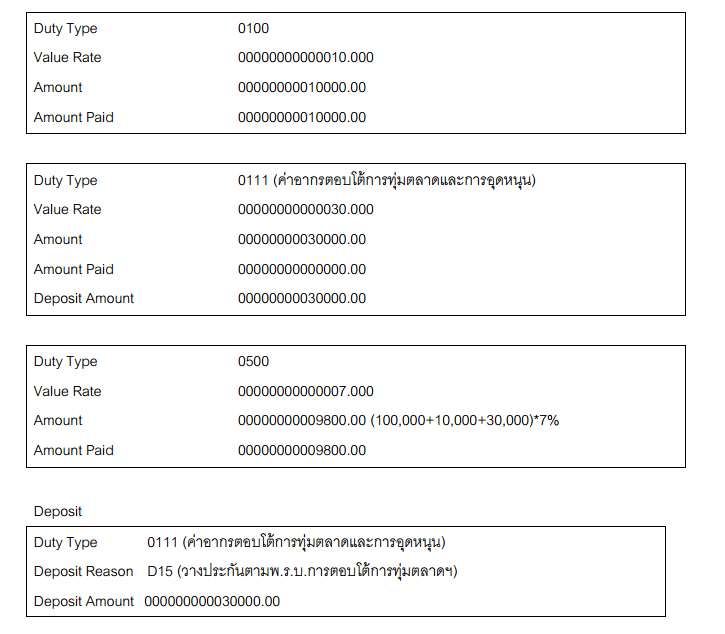 Duty Type 0100
Value Rate 00000000000010.000
Amount 00000000010000.00
Amount Paid 00000000010000.00
Duty Type 0111 (ค่าอากรตอบโต้การทุ่มตลาดและการอุดหนุน)
Value Rate 00000000000030.000
Amount 00000000030000.00
Amount Paid 00000000000000.00
Deposit Amount 00000000030000.00
Duty Type 0500
Value Rate 00000000000007.000
Amount 00000000009800.00 (100,000+10,000+30,000)*7%
Amount Paid 00000000009800.00
Deposit
Duty Type 0111 (ค่าอากรตอบโต้การทุ่มตลาดและการอุดหนุน)
Deposit Reason D15 (วางประกันตามพ.ร.บ.การตอบโต้การทุ่มตลาดฯ)
Deposit Amount 000000000030000.00